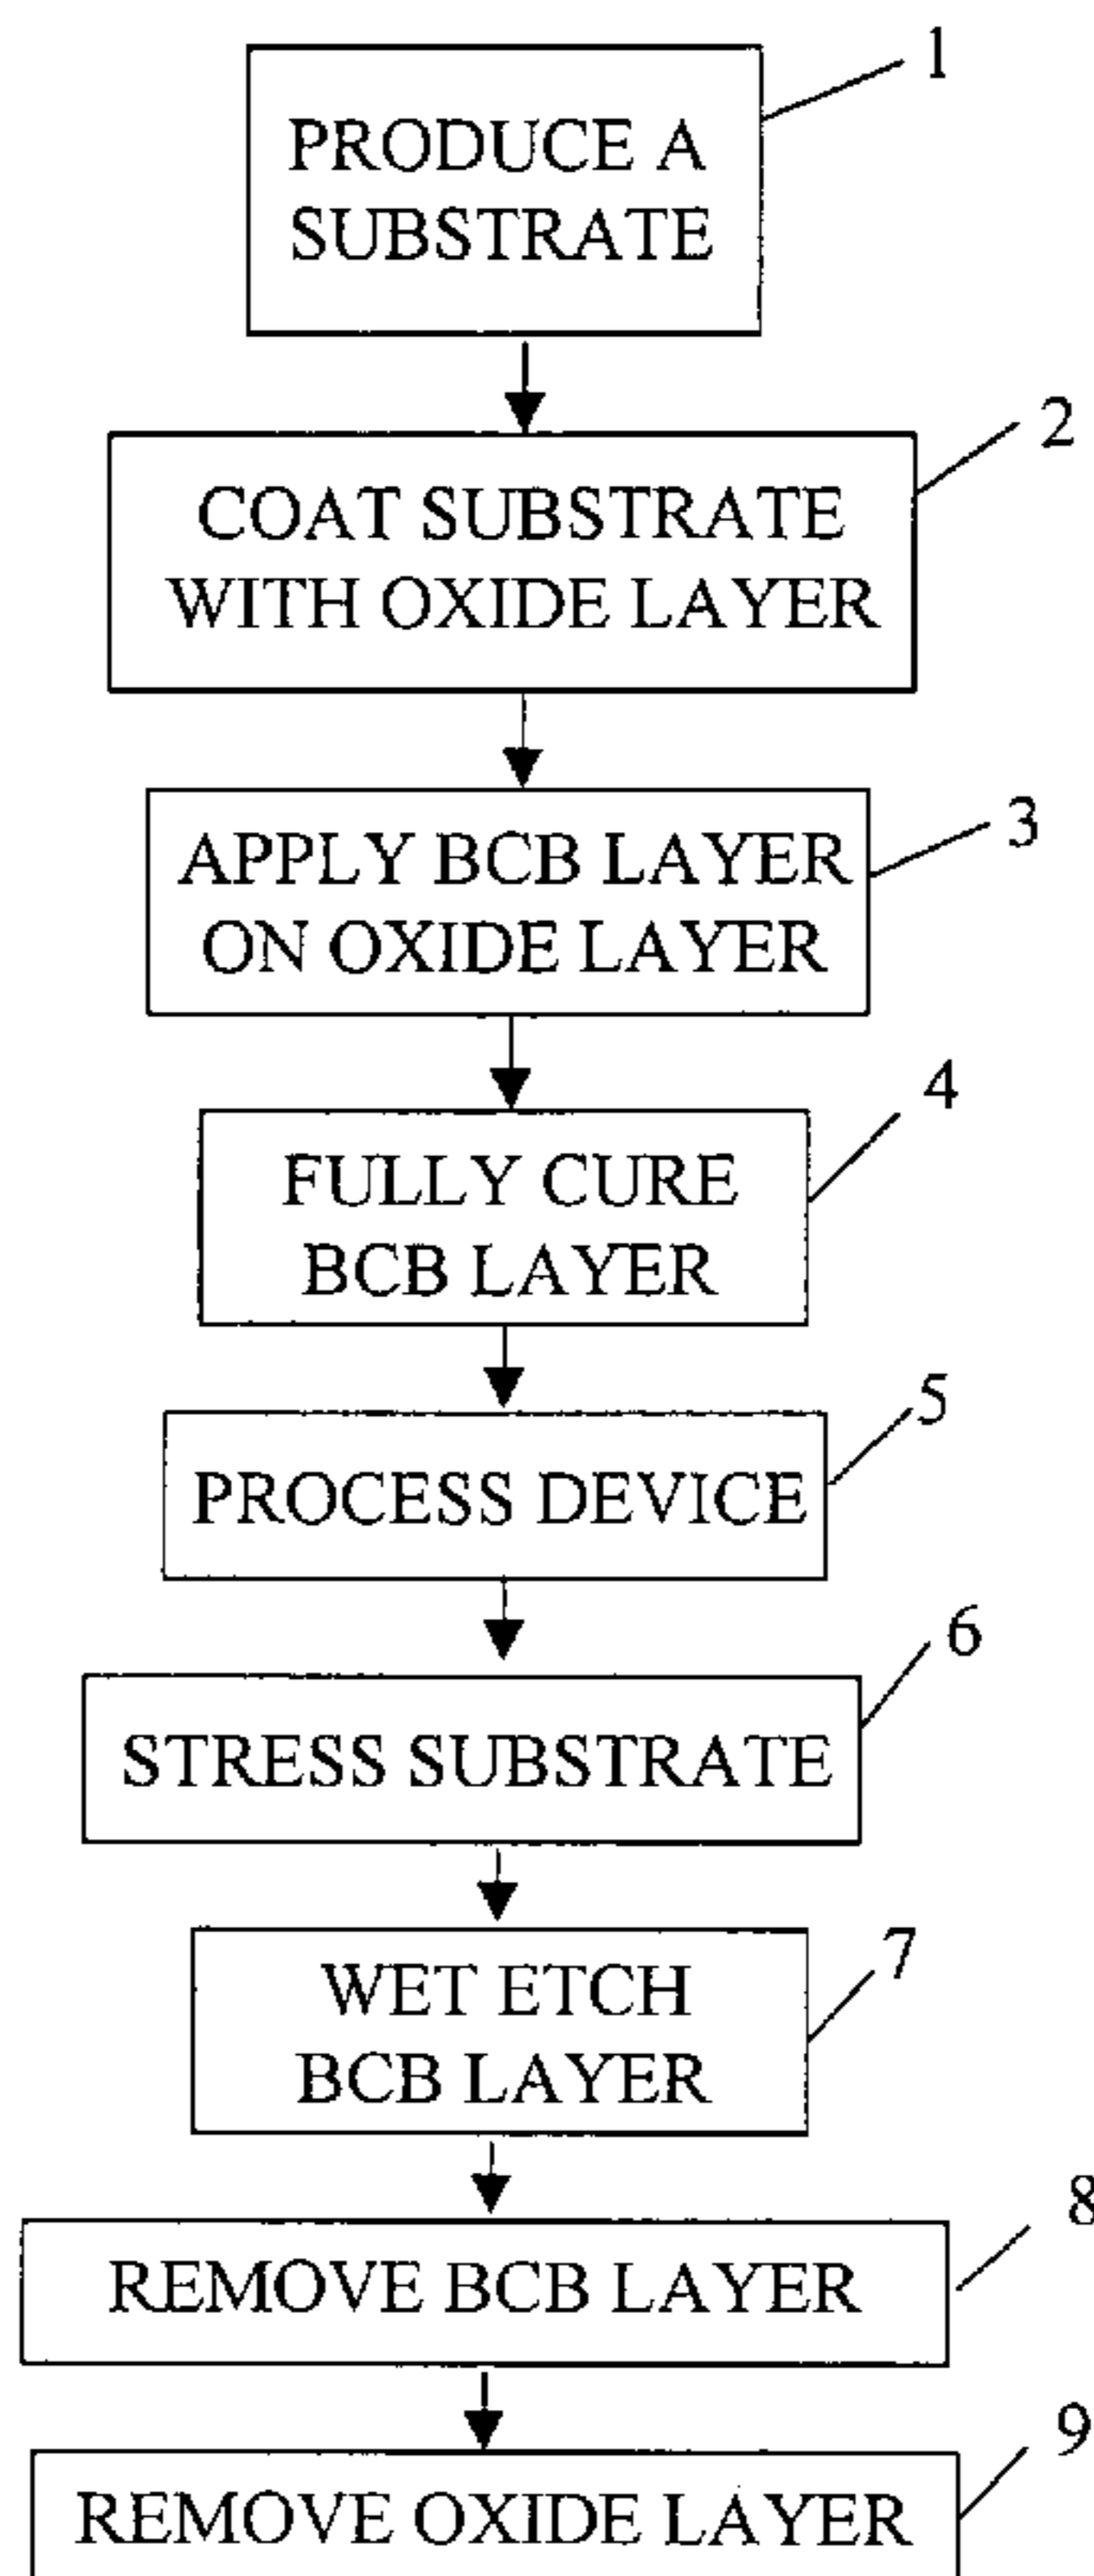 1
PRODUCE A
SUBSTRATE
2
COAT SUBSTRATE
WITH OXIDE LAYER
3
APPLY BCB LAYER
ON OXIDE LAYER
4
FULLY CURE
BCB LAYER
5
PROCESS DEVICE
6
STRESS SUBSTRATE
7
WET ETCH
BCB LAYER
8
REMOVE BCB LAYER
9
REMOVE OXIDE LAYER